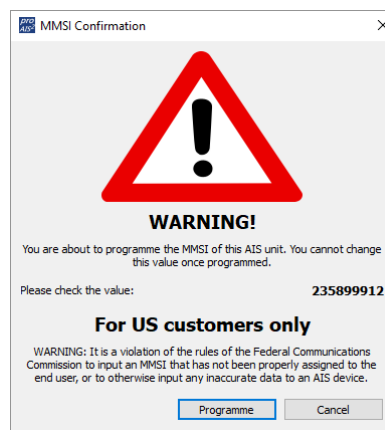 pro
AIS²
MMSI Confirmation
WARNING!
You are about to programme the MMSI of this AIS unit. You cannot change
this value once programmed.
Please check the value:
235899912
For US customers only
WARNING: It is a violation of the rules of the Federal Communications
Commission to input an MMSI that has not been properly assigned to the
end user, or to otherwise input any inaccurate data to an AIS device.
Programme
Cancel